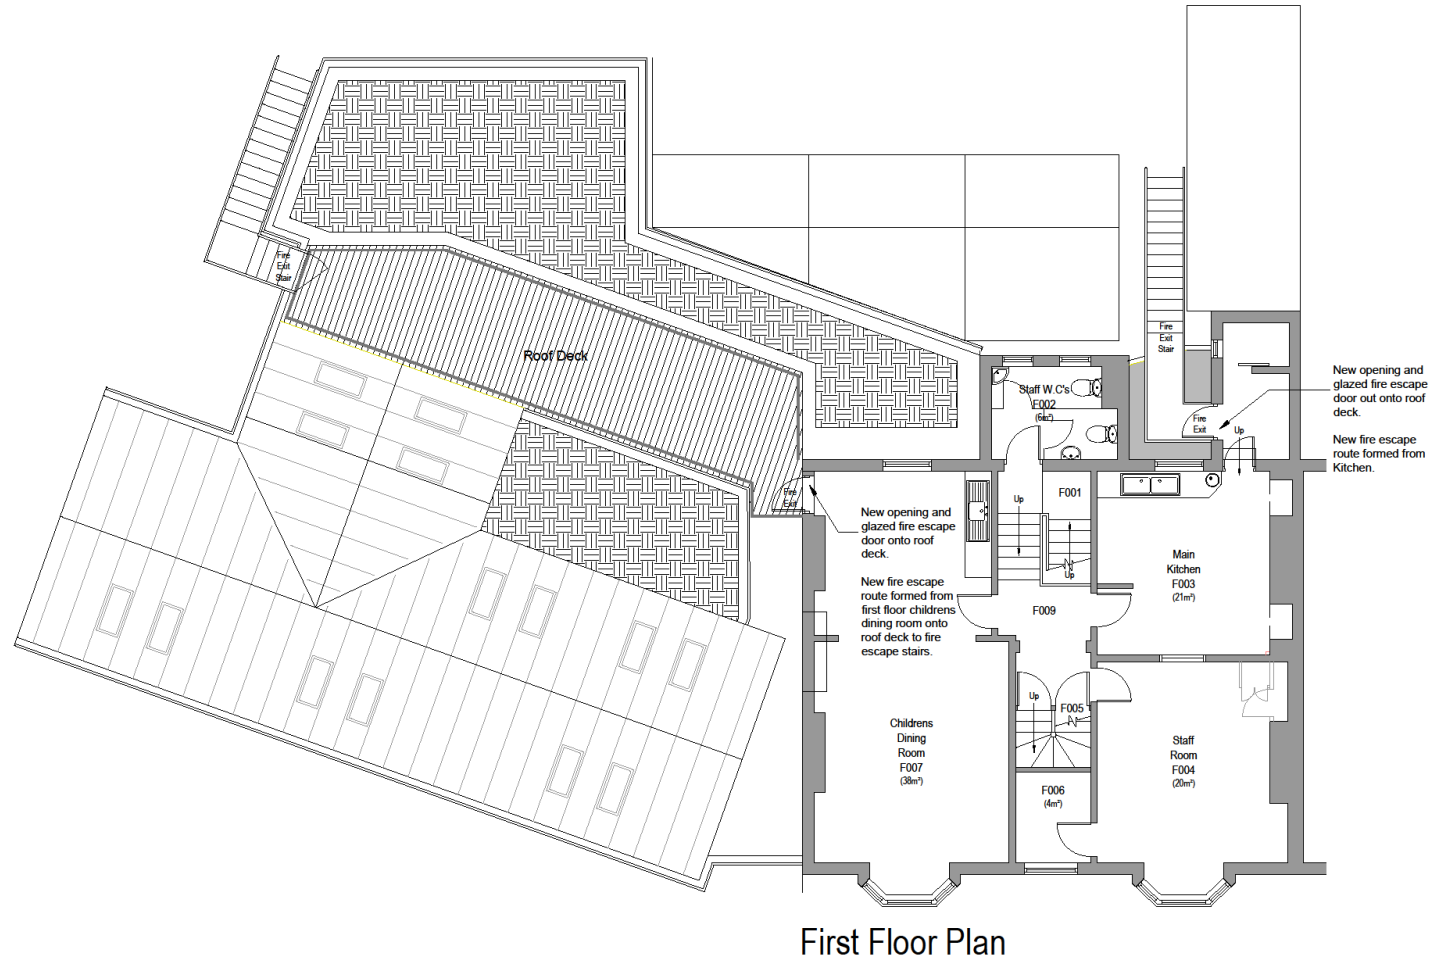 Fire
Exit
Stair
Roof Deck
Fire
Exit
New opening and
glazed fire escape
door onto roof
deck.
New fire escape
route formed from
first floor childrens
dining room onto
roof deck to fire
escape stairs.
Childrens
Dining
Room
F007
(38m²)
Staff W.C's
F002
(6m²)
Up
F001
Up
F009
Up
F005
F006
(4m²)
Fire
Exit
Stair
Fire
Exit
Up
New opening and
glazed fire escape
door out onto roof
deck.
New fire escape
route formed from
Kitchen.
Main
Kitchen
F003
(21m²)
Staff
Room
F004
(20m²)
First Floor Plan